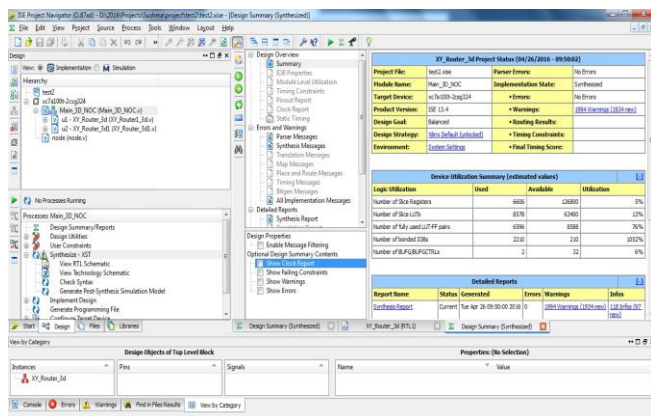 ISE Project Navigator (O.87xd) - D:\2016\Projects\Sushma\project\test2\test2.xise - [Design Summary (Synthesized)]
File Edit View Project Source Process Tools Window Layout Help
Design
View: Implementation Simulation
Hierarchy
test2
xc7a100t-2csg324
Main_3D_NOC (Main_3D_NOC.v)
u1 - XY_Router_3d (XY_Router1_3d.v)
u2 - XY_Router_3d1 (XY_Router_3d1.v)
node (node.v)
No Processes Running
Processes: Main_3D_NOC
Design Summary/Reports
Design Utilities
User Constraints
Synthesize - XST
View RTL Schematic
View Technology Schematic
Check Syntax
Generate Post-Synthesis Simulation Model
Implement Design
Generate Programming File
Configure Target Device
Start Design Files Libraries
Design Overview
Summary
IOB Properties
Module Level Utilization
Timing Constraints
Pinout Report
Clock Report
Static Timing
Errors and Warnings
Parser Messages
Synthesis Messages
Translation Messages
Map Messages
Place and Route Messages
Timing Messages
Bitgen Messages
All Implementation Messages
Detailed Reports
Synthesis Report
Design Properties
Enable Message Filtering
Optional Design Summary Contents
Show Clock Report
Show Failing Constraints
Show Warnings
Show Errors
XY_Router_3d Project Status (04/26/2016 - 09:50:02)
Project File: test2.xise Parser Errors: No Errors
Module Name: Main_3D_NOC Implementation State: Synthesized
Target Device: xc7a100t-2csg324 • Errors: No Errors
Product Version: ISE 13.4 • Warnings: 1994 Warnings (1934 new)
Design Goal: Balanced • Routing Results:
Design Strategy: Xilinx Default (unlocked) • Timing Constraints:
Environment: System Settings • Final Timing Score:
Device Utilization Summary (estimated values) [-]
Logic Utilization Used Available Utilization
Number of Slice Registers 6606 126800 5%
Number of Slice LUTs 8578 63400 13%
Number of fully used LUT-FF pairs 6396 8588 76%
Number of bonded IOBs 2210 210 1052%
Number of BUFG/BUFGCTRLs 2 32 6%
Detailed Reports [-]
Report Name Status Generated Errors Warnings Infos
Synthesis Report Current Tue Apr 26 09:50:00 2016 0 1994 Warnings (1934 new) 118 Infos (97 new)
Design Summary (Synthesized) XY_Router_3d (RTL1) Design Summary (Synthesized)
View by Category
Design Objects of Top Level Block Properties: (No Selection)
Instances Pins Signals Name Value
XY_Router_3d
Console Errors Warnings Find in Files Results View by Category